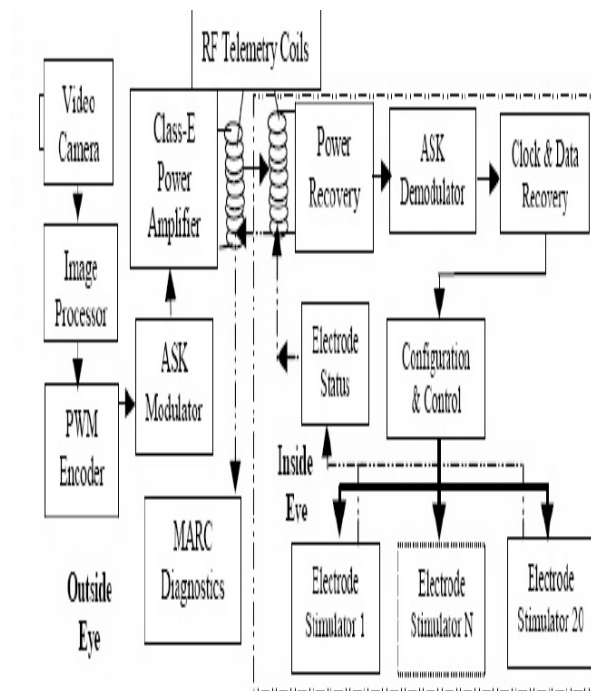 RF Telemetry Coils
Video
Camera
Class-E
Power
Amplifier
Power
Recovery
ASK
Demodulator
Clock & Data
Recovery
Image
Processor
PWM
Encoder
ASK
Modulator
Electrode
Status
Configuration
& Control
Inside
Eye
MARC
Diagnostics
Outside
Eye
Electrode
Stimulator 1
Electrode
Stimulator N
Electrode
Stimulator 20